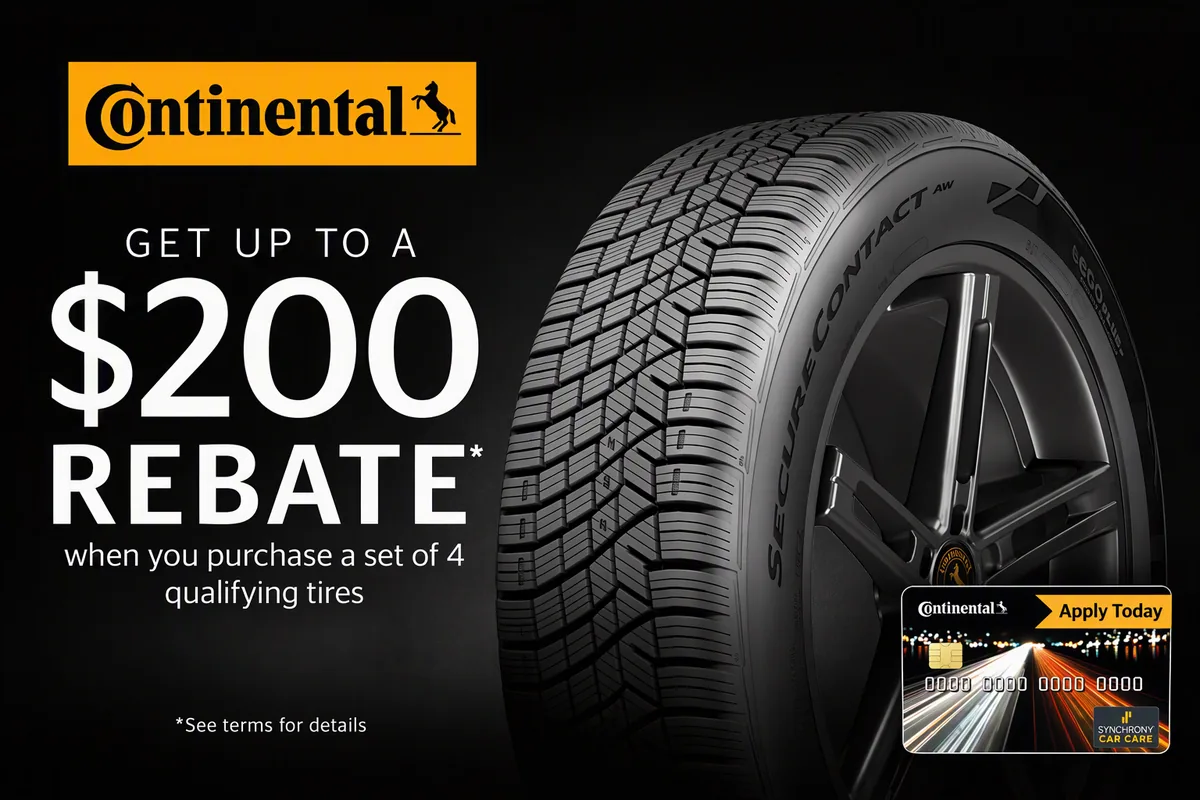 Continental
GET UP TO A
$200
REBATE*
when you purchase a set of 4
qualifying tires
*See terms for details
SECURECONTACT AW
ECOPLUS
M
S
Continental
Apply Today
0000 0000 0000 0000
SYNCHRONY
CAR CARE